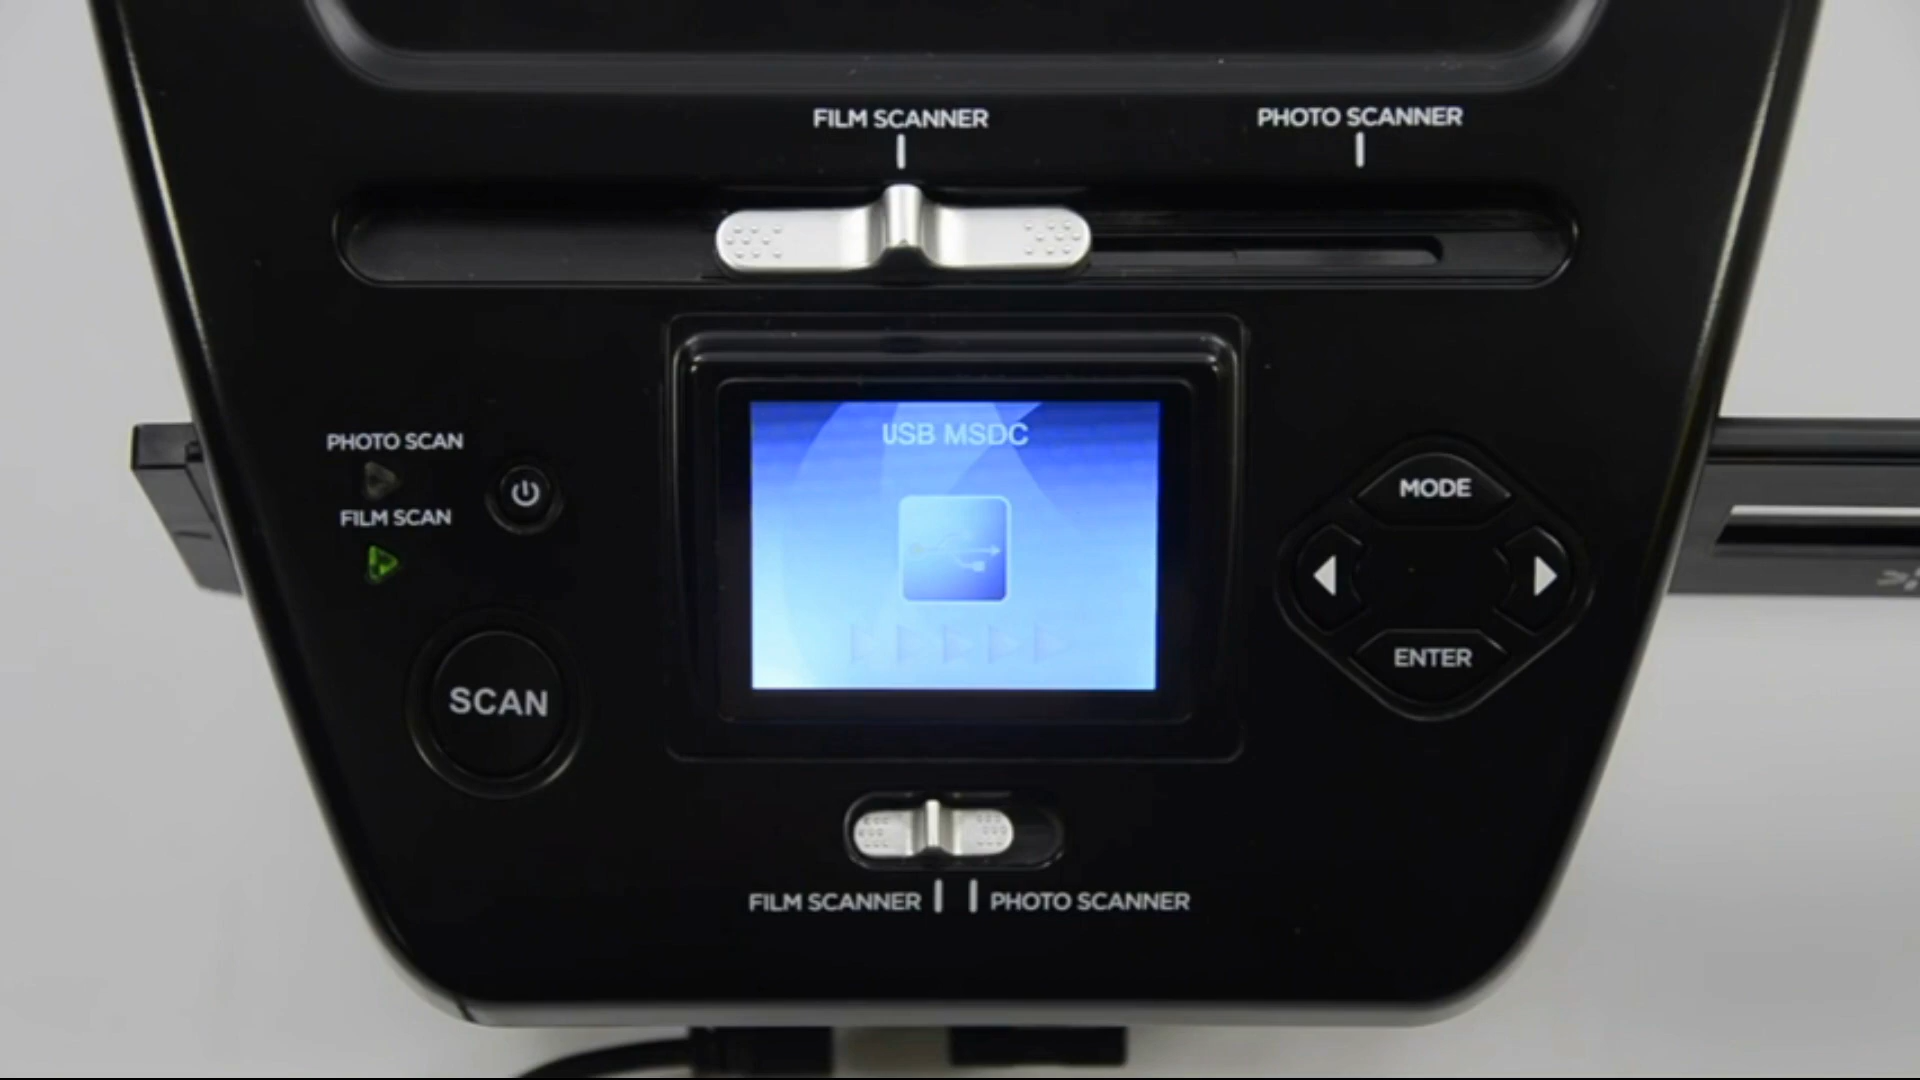 FILM SCANNER
PHOTO SCANNER
USB MSDC
PHOTO SCAN
FILM SCAN
MODE
SCAN
ENTER
FILM SCANNER
PHOTO SCANNER